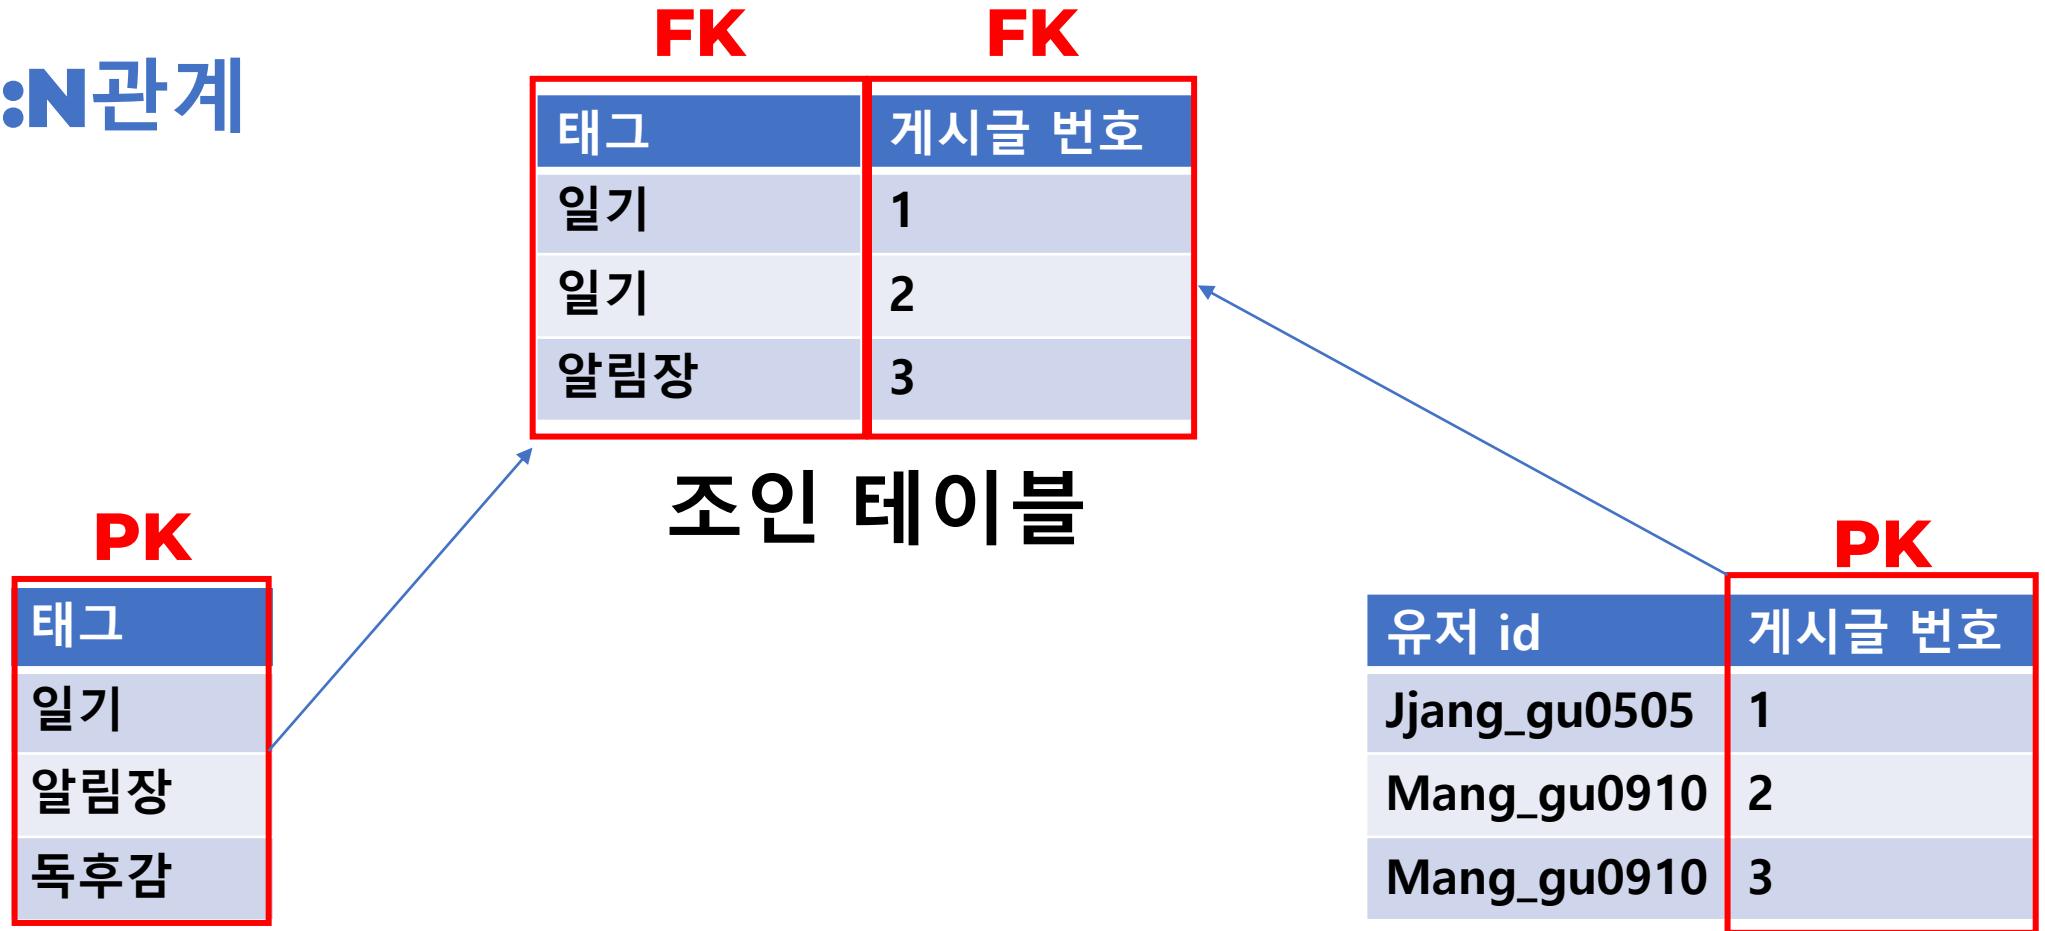 :N관계
FK FK
태그 게시글 번호
일기 1
일기 2
알림장 3
조인 테이블
PK
태그
일기
알림장
독후감
PK
유저 id 게시글 번호
Jjang_gu0505 1
Mang_gu0910 2
Mang_gu0910 3